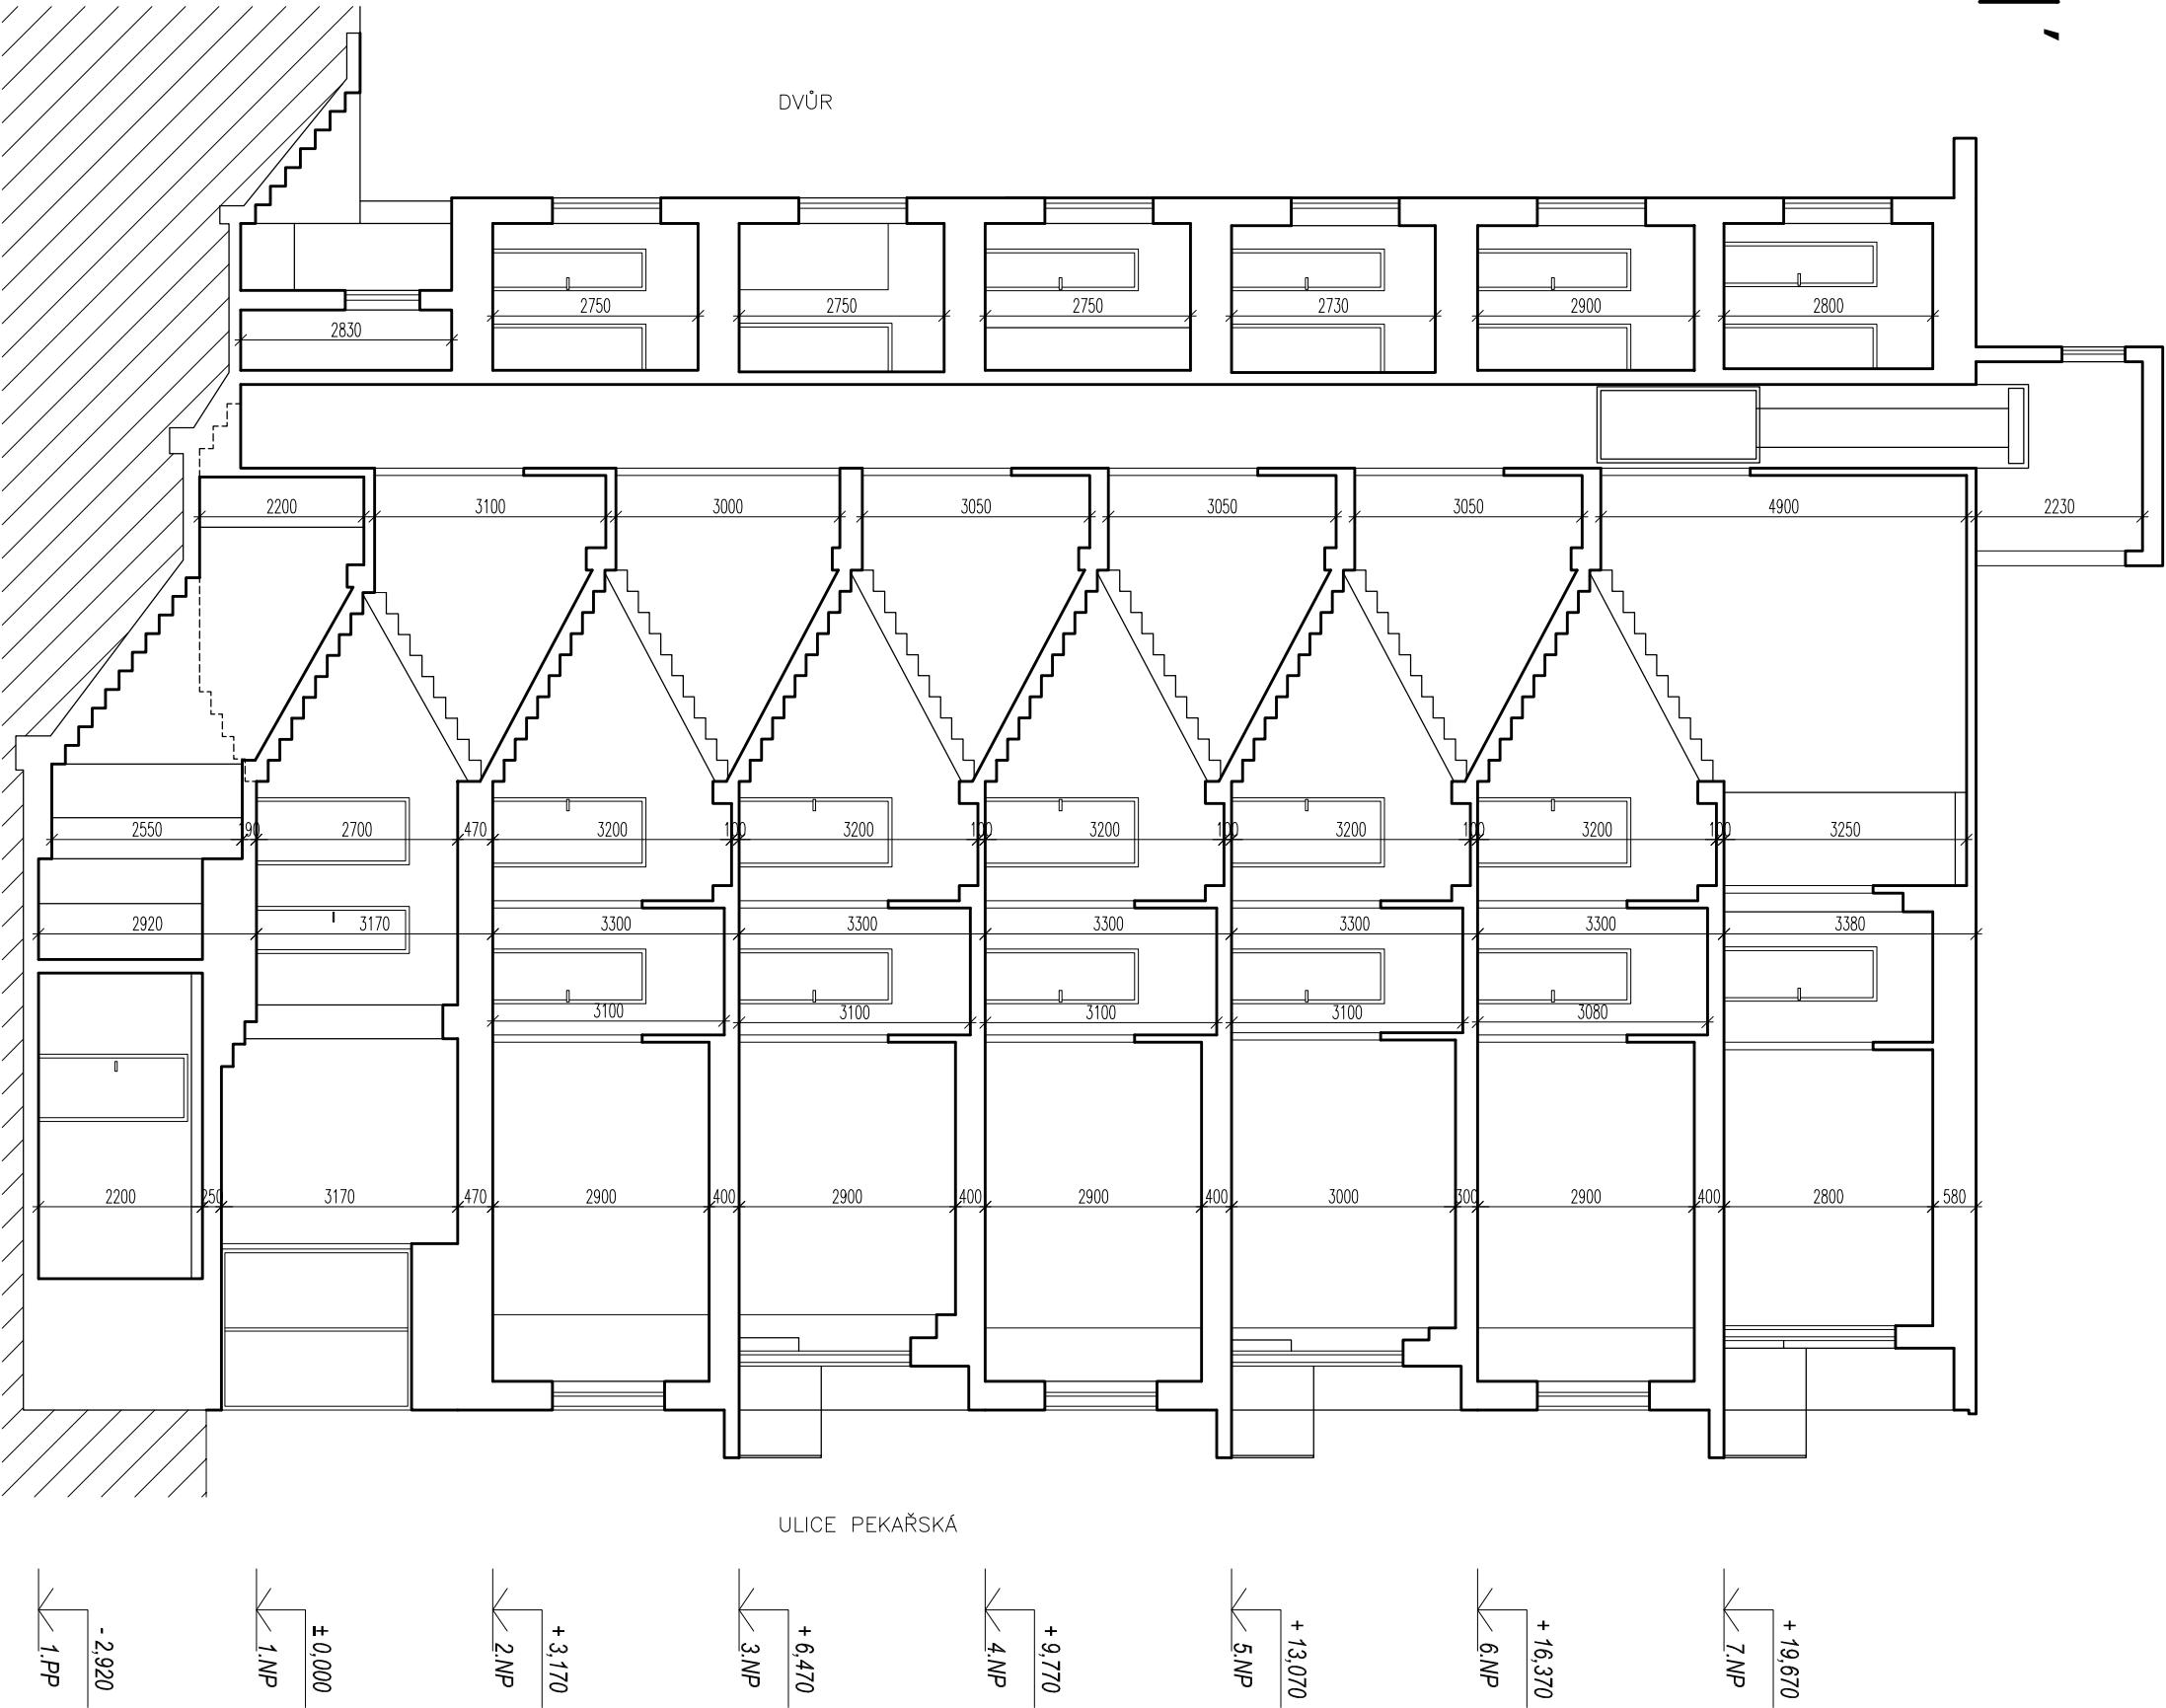 DVŮR
2750 2750 2750 2730 2900 2800
2830
2200 3100 3000 3050 3050 3050 4900 2230
2550 190 2700 470 3200 100 3200 100 3200 100 3200 100 3200 100 3250
2920 3170 3300 3300 3300 3300 3300 3380
3100 3100 3100 3100 3080
2200 250 3170 470 2900 400 2900 400 2900 400 3000 300 2900 400 2800 580
ULICE PEKAŘSKÁ
- 2,920
1.PP
±0,000
1.NP
+ 3,170
2.NP
+ 6,470
3.NP
+ 9,770
4.NP
+ 13,070
5.NP
+ 16,370
6.NP
+ 19,670
7.NP